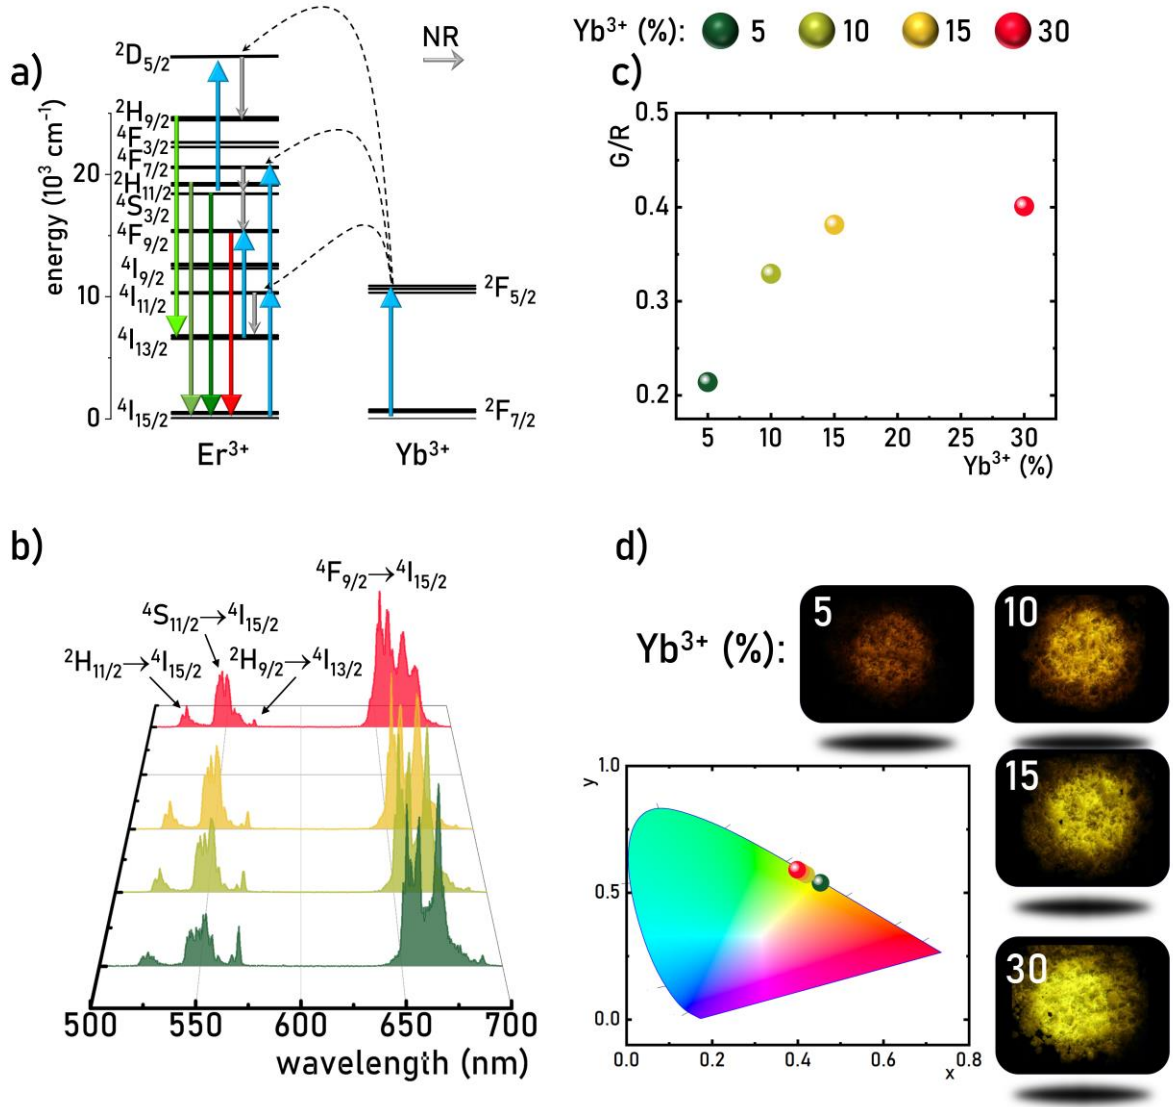 Yb³⁺ (%): 5 10 15 30
a)
NR
²D₅/₂
²H₉/₂
⁴F₃/₂
⁴F₇/₂
²H₁₁/₂
⁴S₃/₂
⁴F₉/₂
⁴I₉/₂
⁴I₁₁/₂
⁴I₁₃/₂
⁴I₁₅/₂
energy (10³ cm⁻¹)
20
10
0
²F₅/₂
²F₇/₂
Er³⁺
Yb³⁺
c)
G/R
0.5
0.4
0.3
0.2
5 10 15 20 25 30
Yb³⁺ (%)
b)
⁴F₉/₂→⁴I₁₅/₂
⁴S₁₁/₂→⁴I₁₅/₂
²H₁₁/₂→⁴I₁₅/₂
²H₉/₂→⁴I₁₃/₂
500 550 600 650 700
wavelength (nm)
d)
Yb³⁺ (%):
5
10
15
30
y
1.0
0.5
0.0
0.0 0.2 0.4 0.6 0.8
x